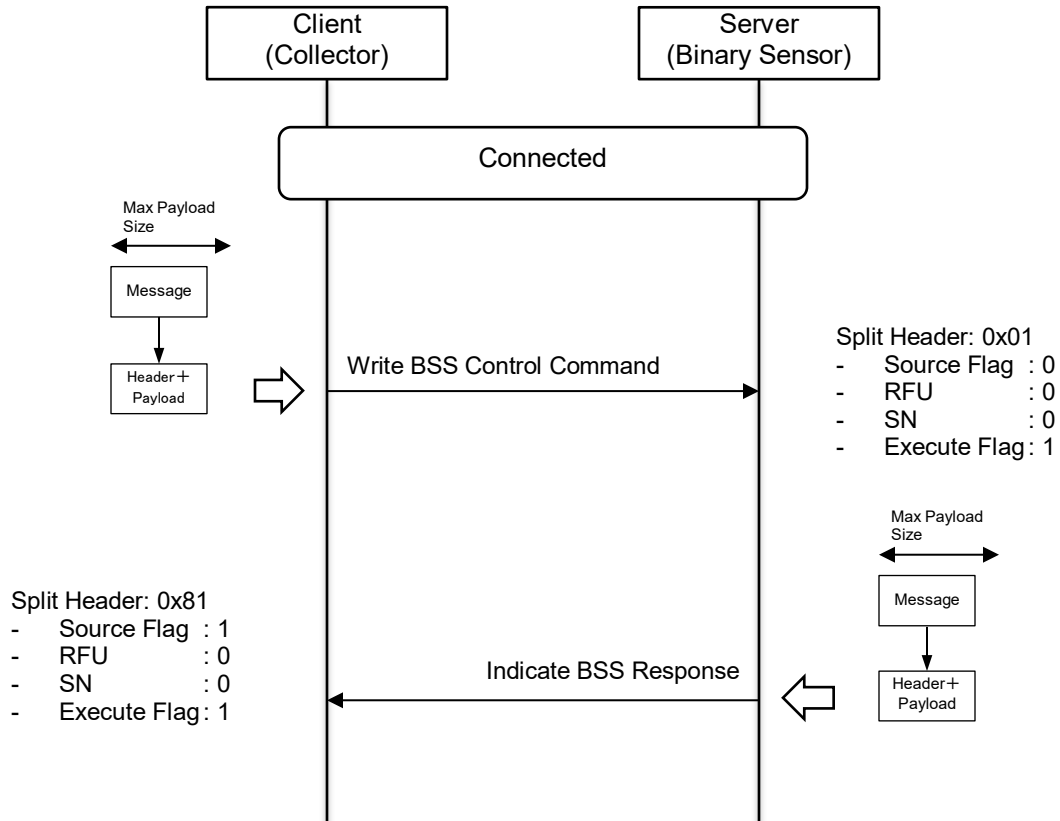 Client
(Collector)
Server
(Binary Sensor)
Connected
Max Payload
Size
Message
Header＋
Payload
Write BSS Control Command
Split Header: 0x01
- Source Flag : 0
- RFU : 0
- SN : 0
- Execute Flag : 1
Max Payload
Size
Message
Header＋
Payload
Split Header: 0x81
- Source Flag : 1
- RFU : 0
- SN : 0
- Execute Flag : 1
Indicate BSS Response